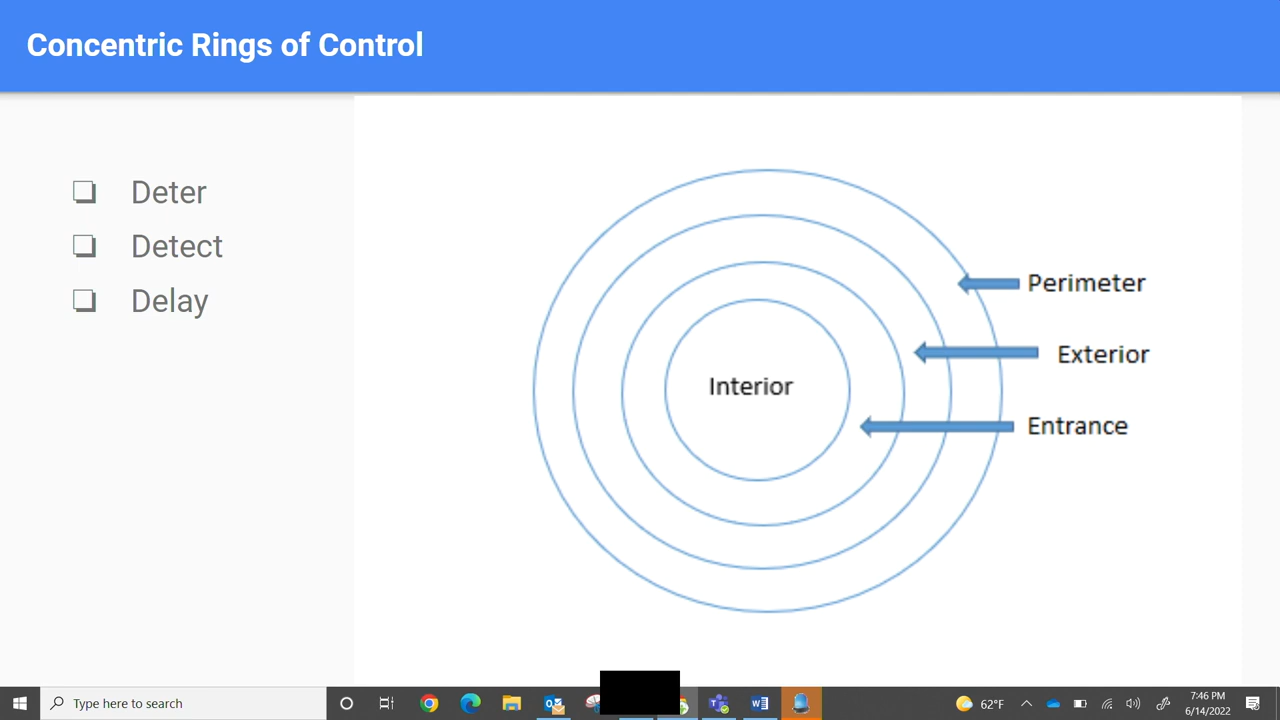 Concentric Rings of Control
Deter
Detect
Delay
Perimeter
Exterior
Interior
Entrance
Type here to search
62°F
7:46 PM
6/14/2022